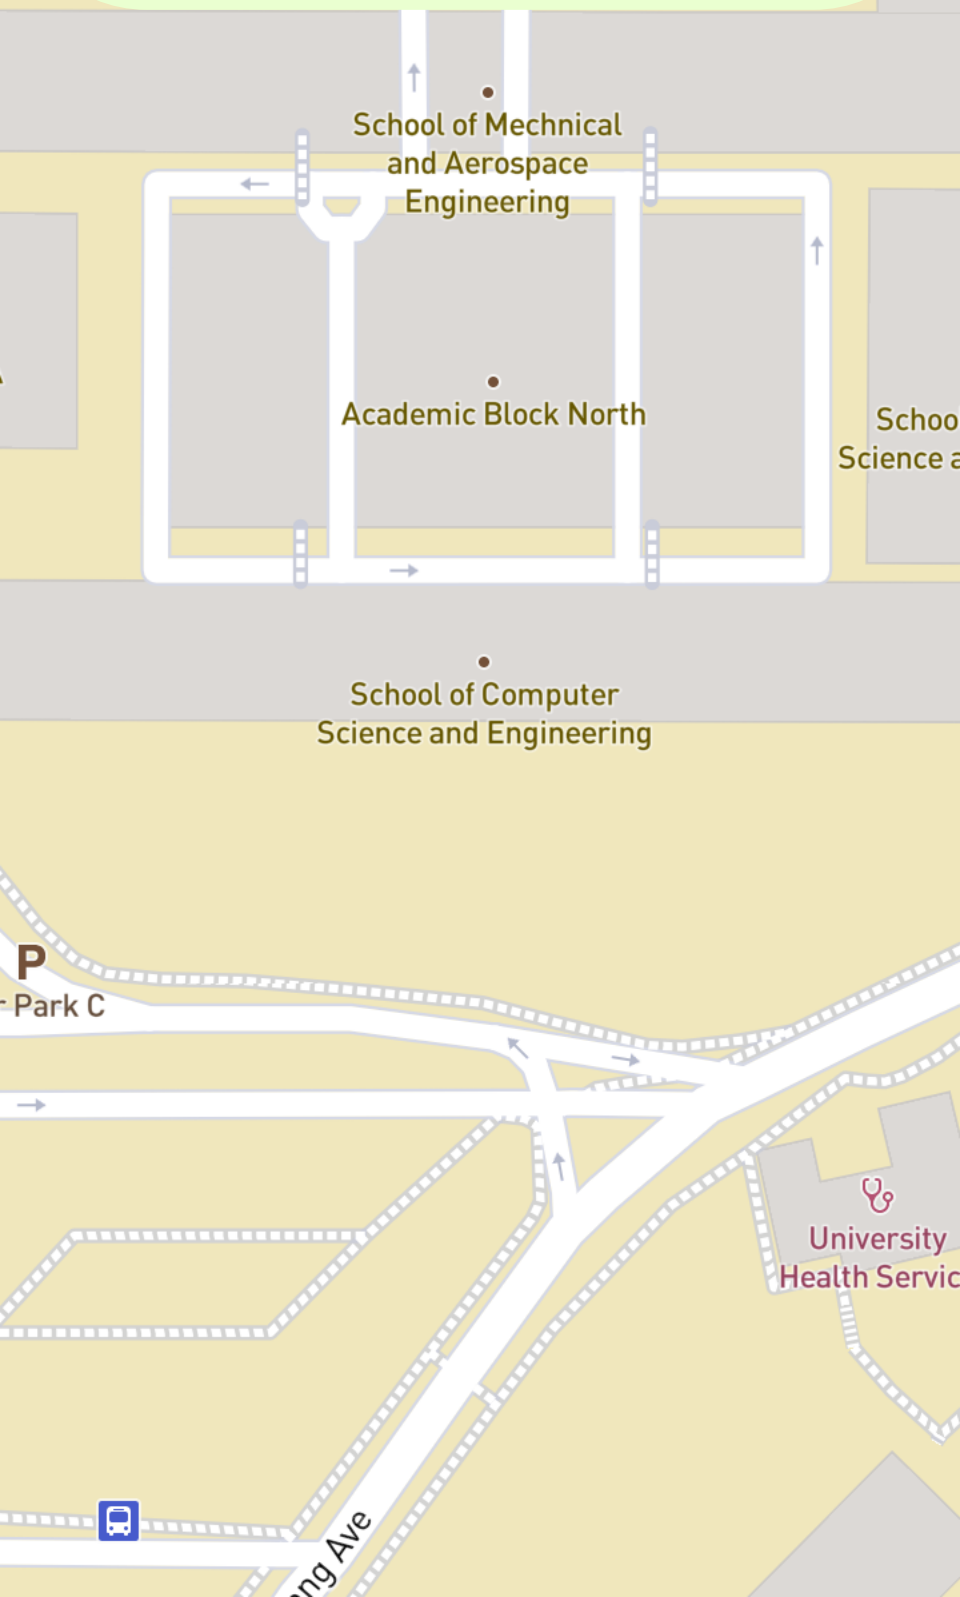 School of Mechnical
and Aerospace
Engineering
Academic Block North
Schoo
Science a
School of Computer
Science and Engineering
P
r Park C
University
Health Servic
ong Ave